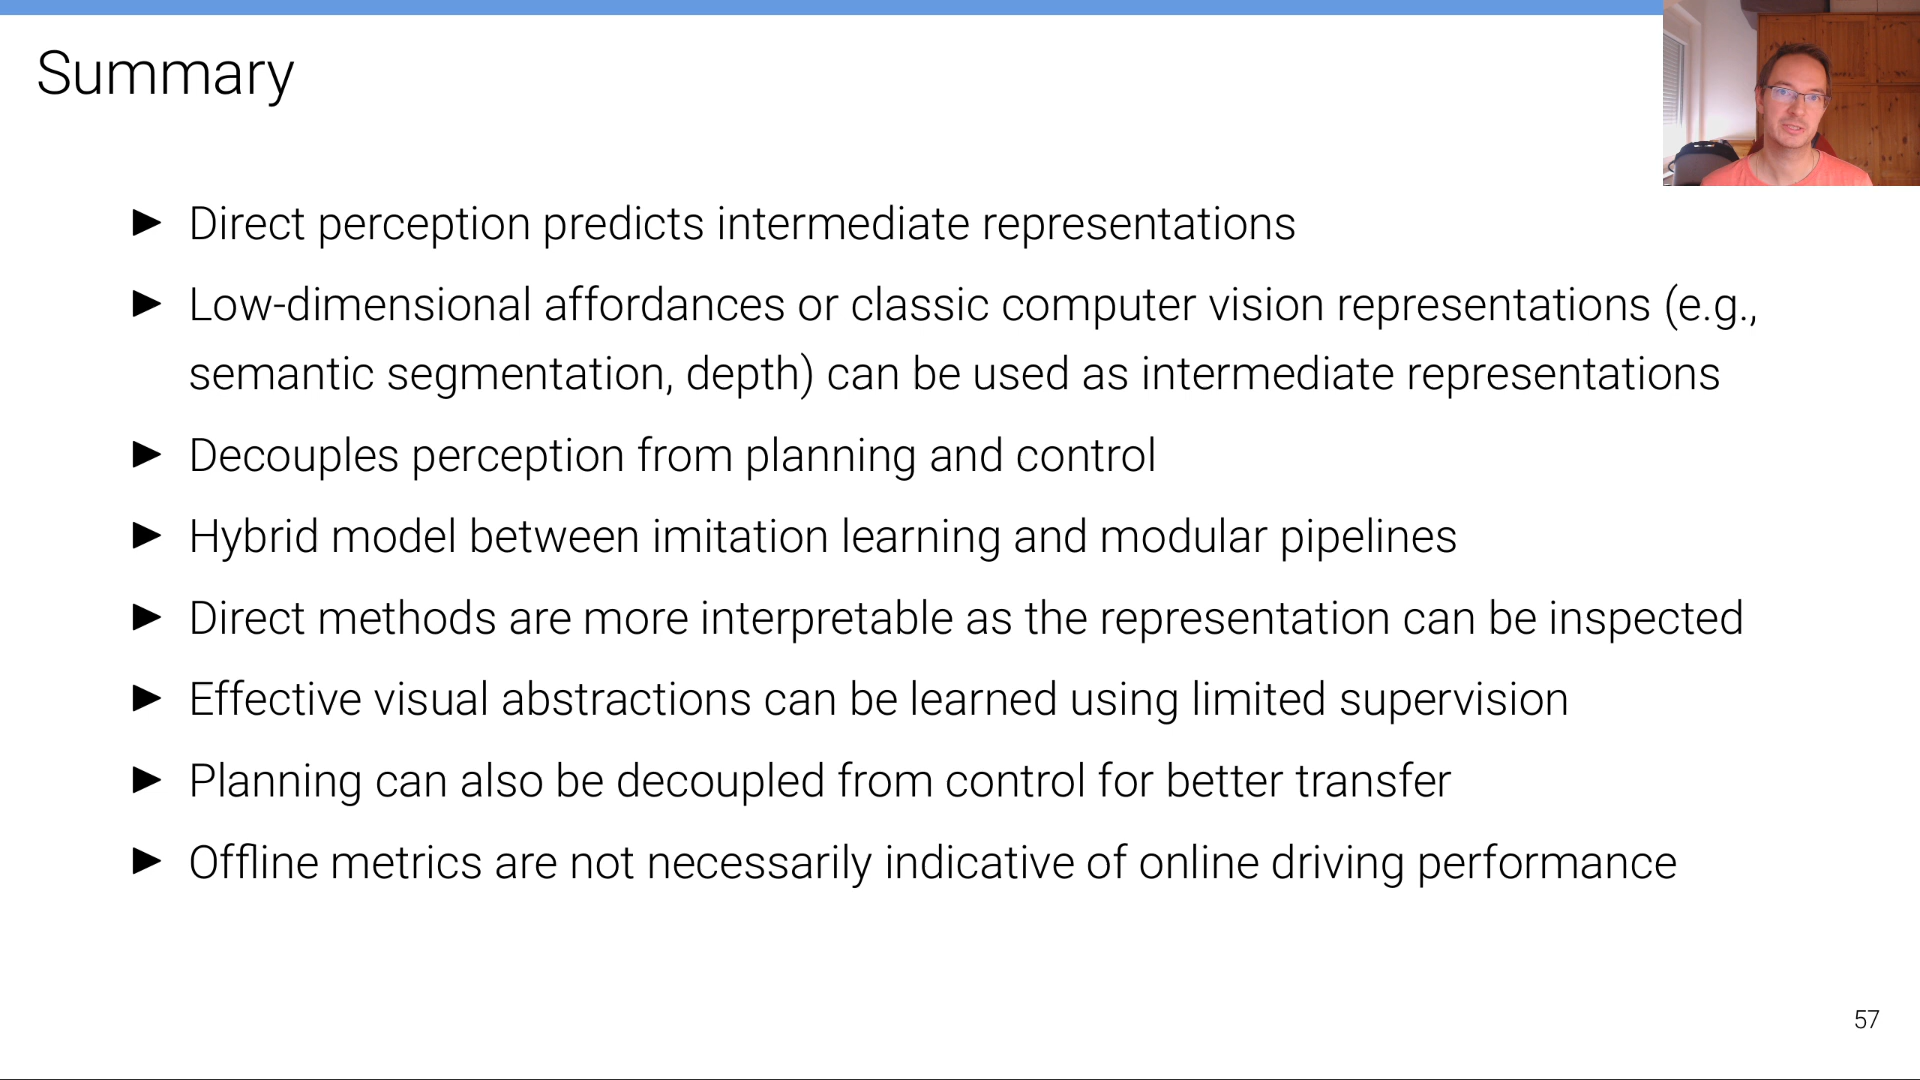 Summary
► Direct perception predicts intermediate representations
► Low-dimensional affordances or classic computer vision representations (e.g.,
semantic segmentation, depth) can be used as intermediate representations
► Decouples perception from planning and control
► Hybrid model between imitation learning and modular pipelines
► Direct methods are more interpretable as the representation can be inspected
► Effective visual abstractions can be learned using limited supervision
► Planning can also be decoupled from control for better transfer
► Offline metrics are not necessarily indicative of online driving performance
57